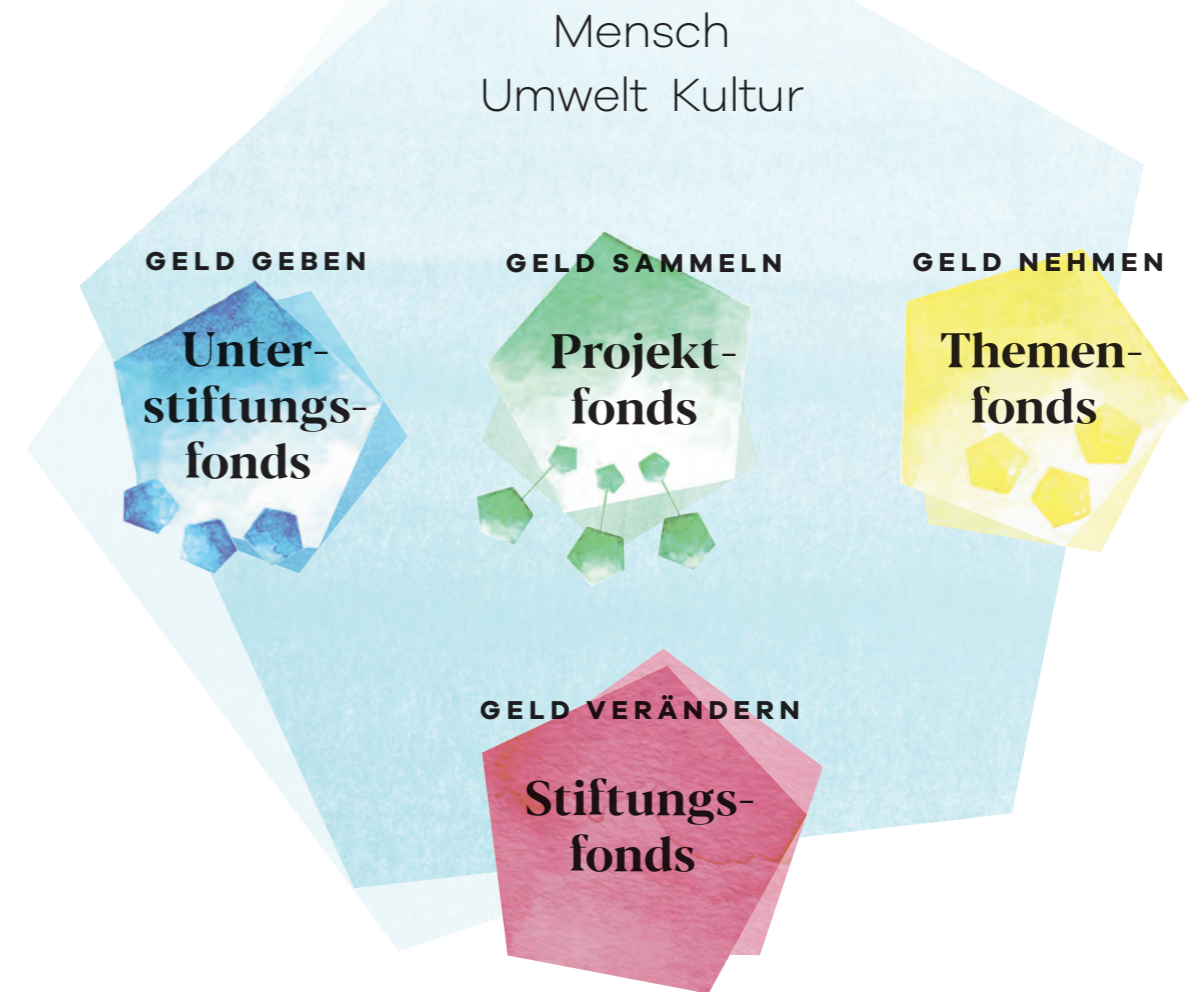 Mensch
Umwelt Kultur
GELD GEBEN
Unter-
stiftungs-
fonds
GELD SAMMELN
Projekt-
fonds
GELD NEHMEN
Themen-
fonds
GELD VERÄNDERN
Stiftungs-
fonds